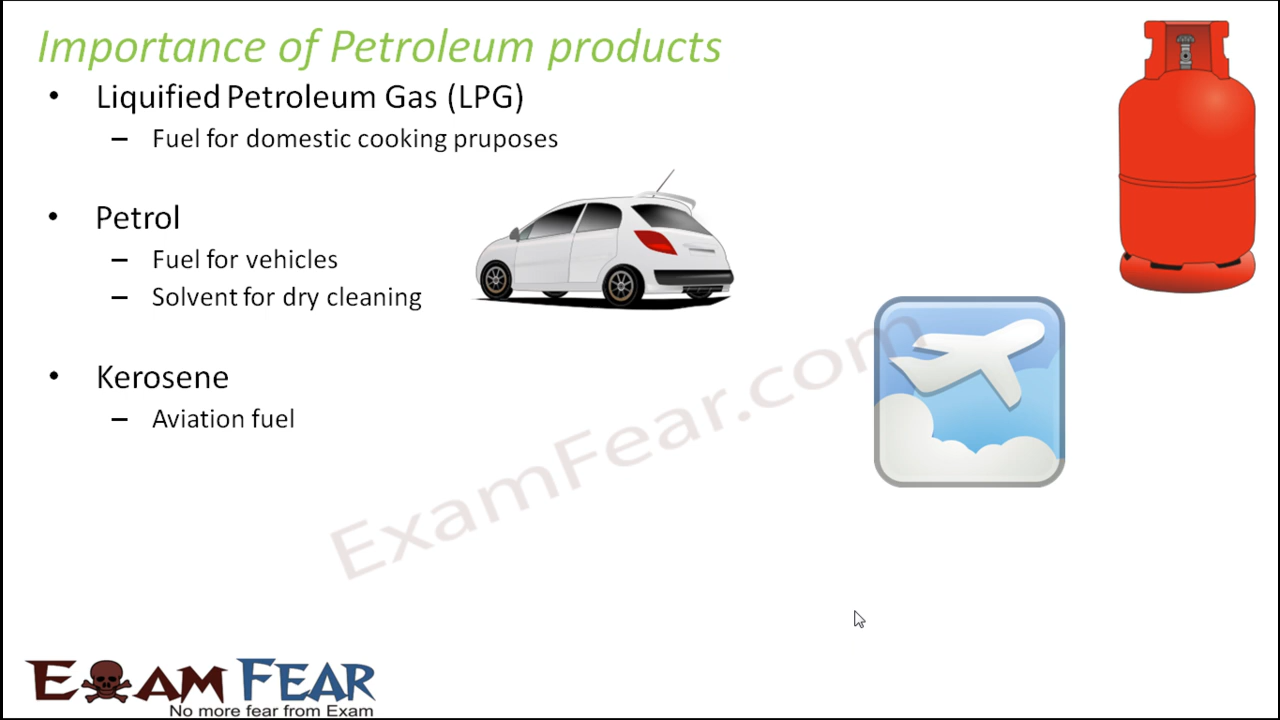 Importance of Petroleum products
• Liquified Petroleum Gas (LPG)
– Fuel for domestic cooking pruposes
• Petrol
– Fuel for vehicles
– Solvent for dry cleaning
• Kerosene
– Aviation fuel
ExamFear.com
EXAM FEAR
No more fear from Exam